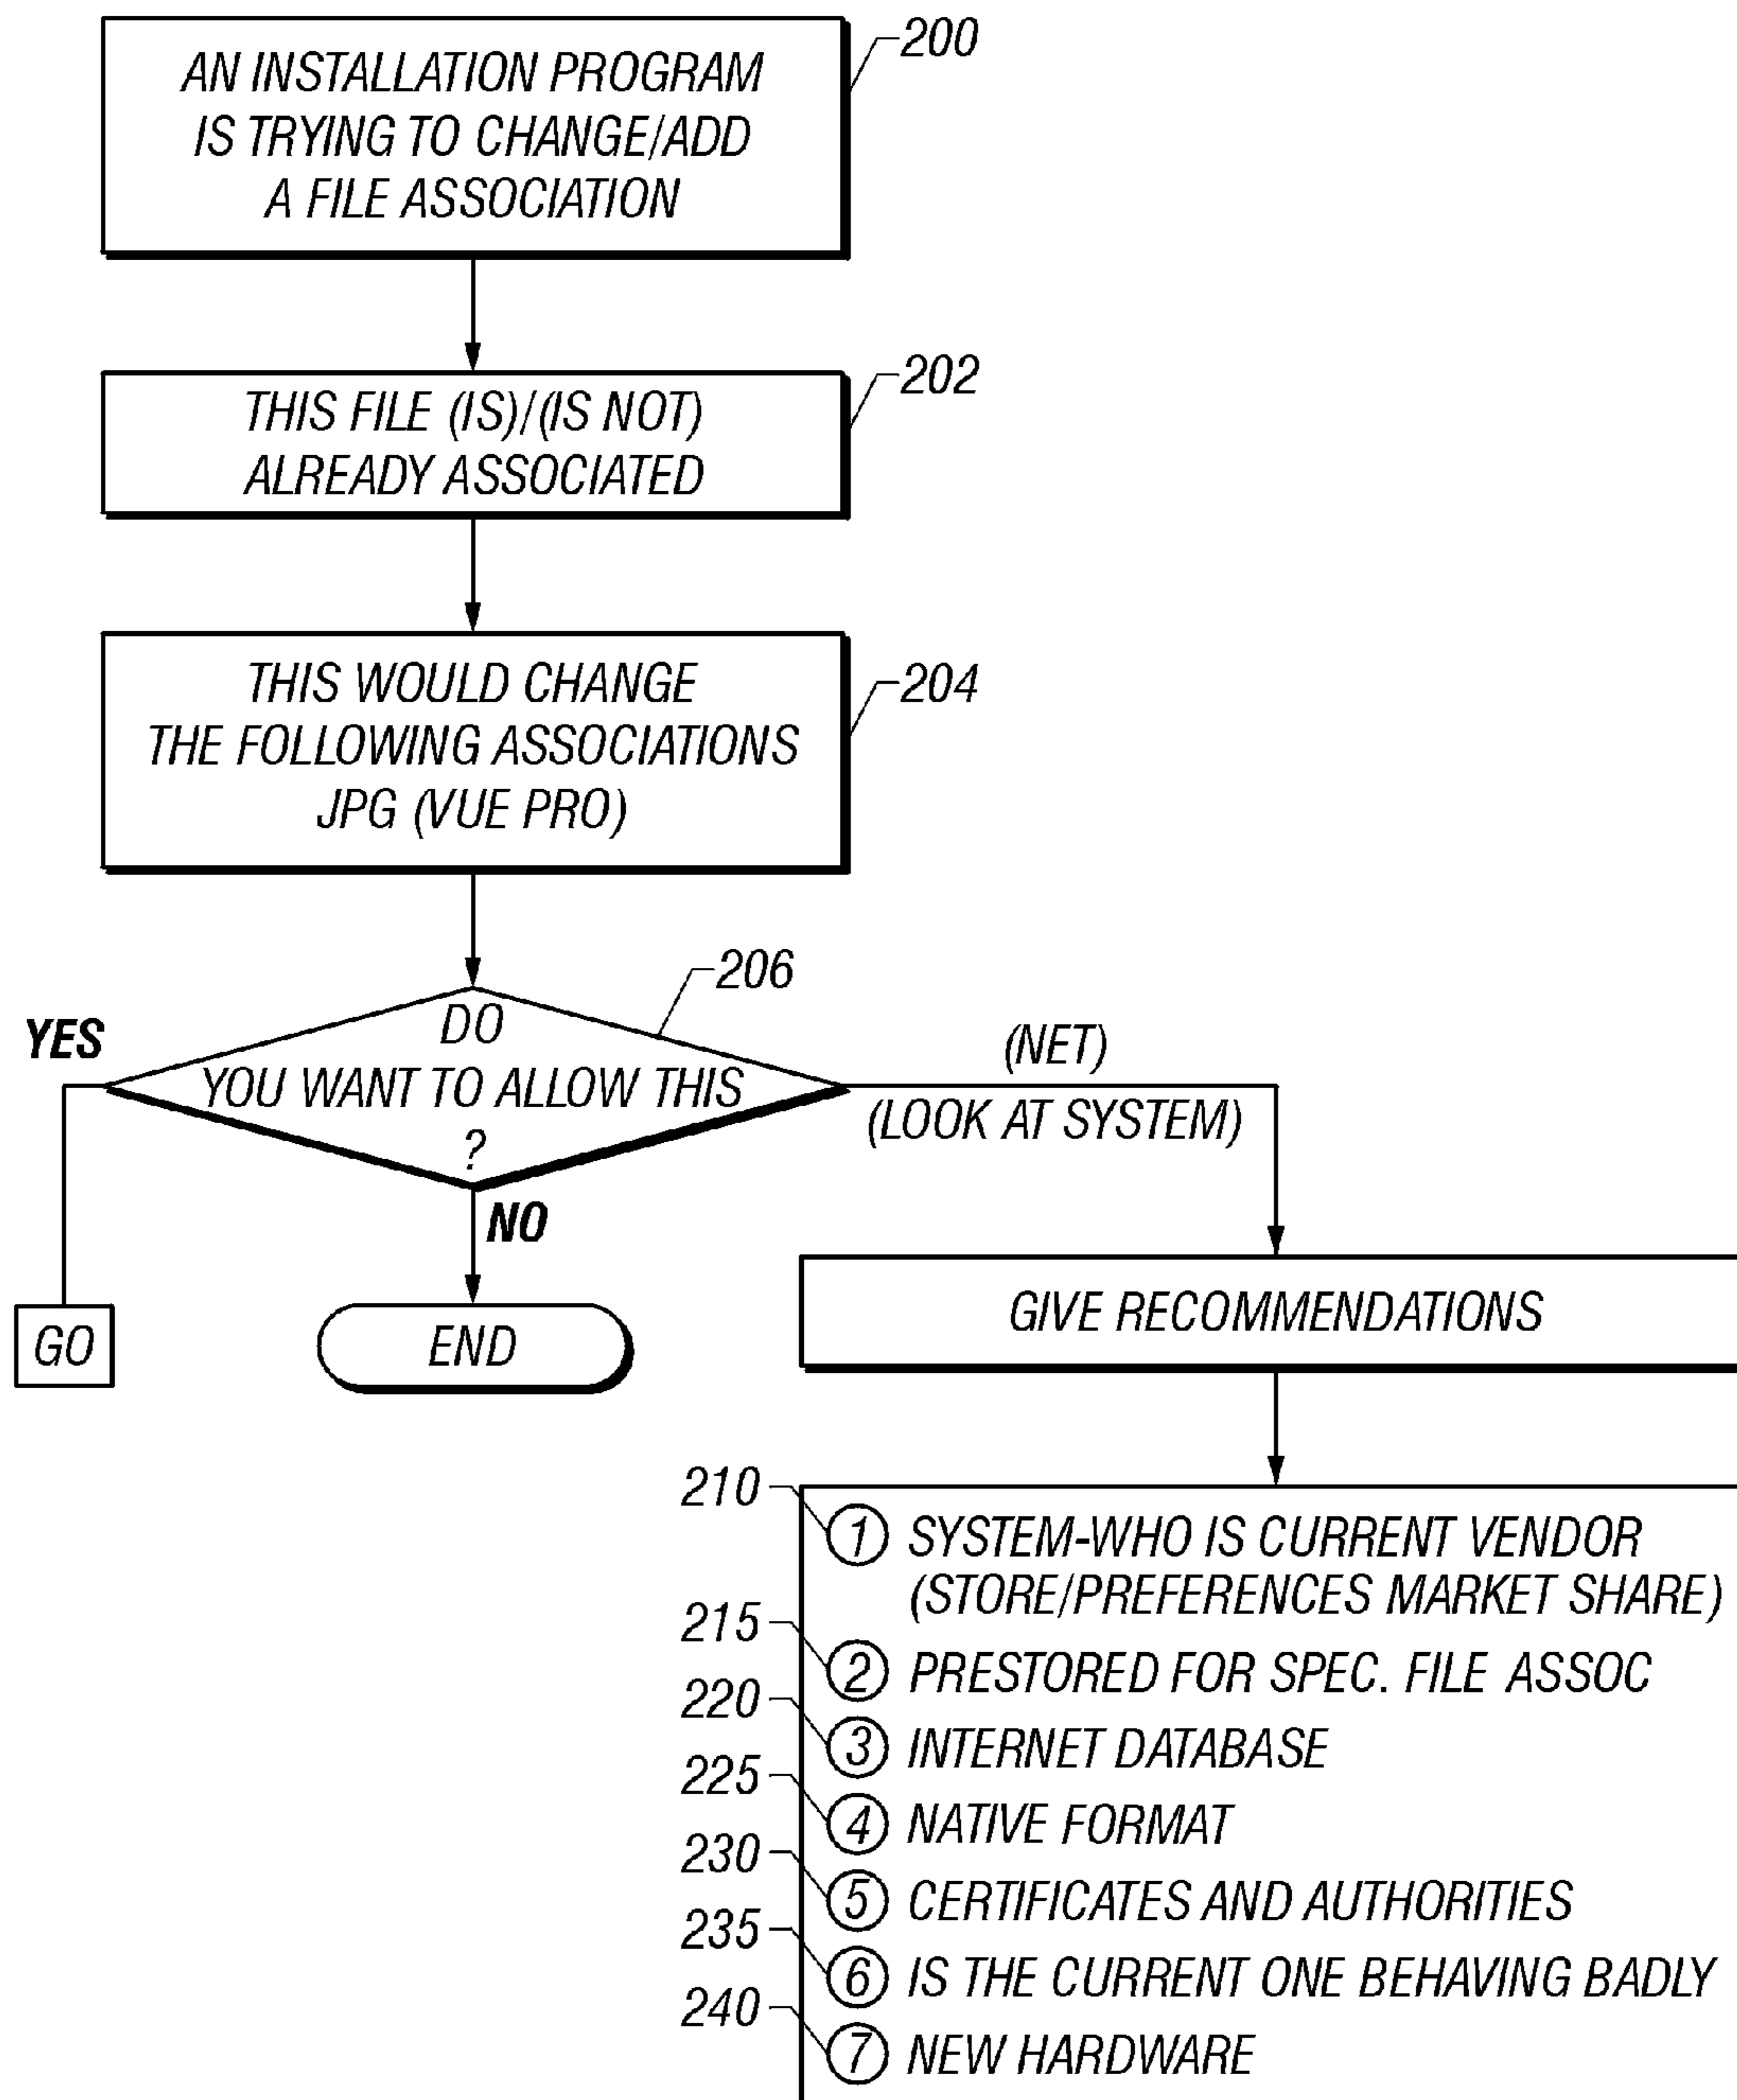 AN INSTALLATION PROGRAM
IS TRYING TO CHANGE/ADD
A FILE ASSOCIATION
200
THIS FILE (IS)/(IS NOT)
ALREADY ASSOCIATED
202
THIS WOULD CHANGE
THE FOLLOWING ASSOCIATIONS
JPG (VUE PRO)
204
206
DO
YOU WANT TO ALLOW THIS
?
YES
NO
(NET)
(LOOK AT SYSTEM)
GO
END
GIVE RECOMMENDATIONS
210
1 SYSTEM-WHO IS CURRENT VENDOR
(STORE/PREFERENCES MARKET SHARE)
215
2 PRESTORED FOR SPEC. FILE ASSOC
220
3 INTERNET DATABASE
225
4 NATIVE FORMAT
230
5 CERTIFICATES AND AUTHORITIES
235
6 IS THE CURRENT ONE BEHAVING BADLY
240
7 NEW HARDWARE